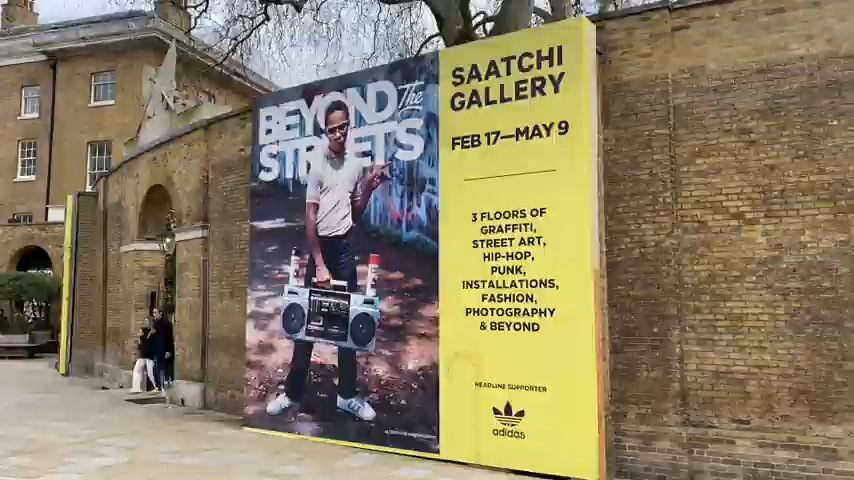 BEYOND The
STREETS
SAATCHI
GALLERY
FEB 17—MAY 9
3 FLOORS OF
GRAFFITI,
STREET ART,
HIP-HOP,
PUNK,
INSTALLATIONS,
FASHION,
PHOTOGRAPHY
& BEYOND
HEADLINE SUPPORTER
adidas